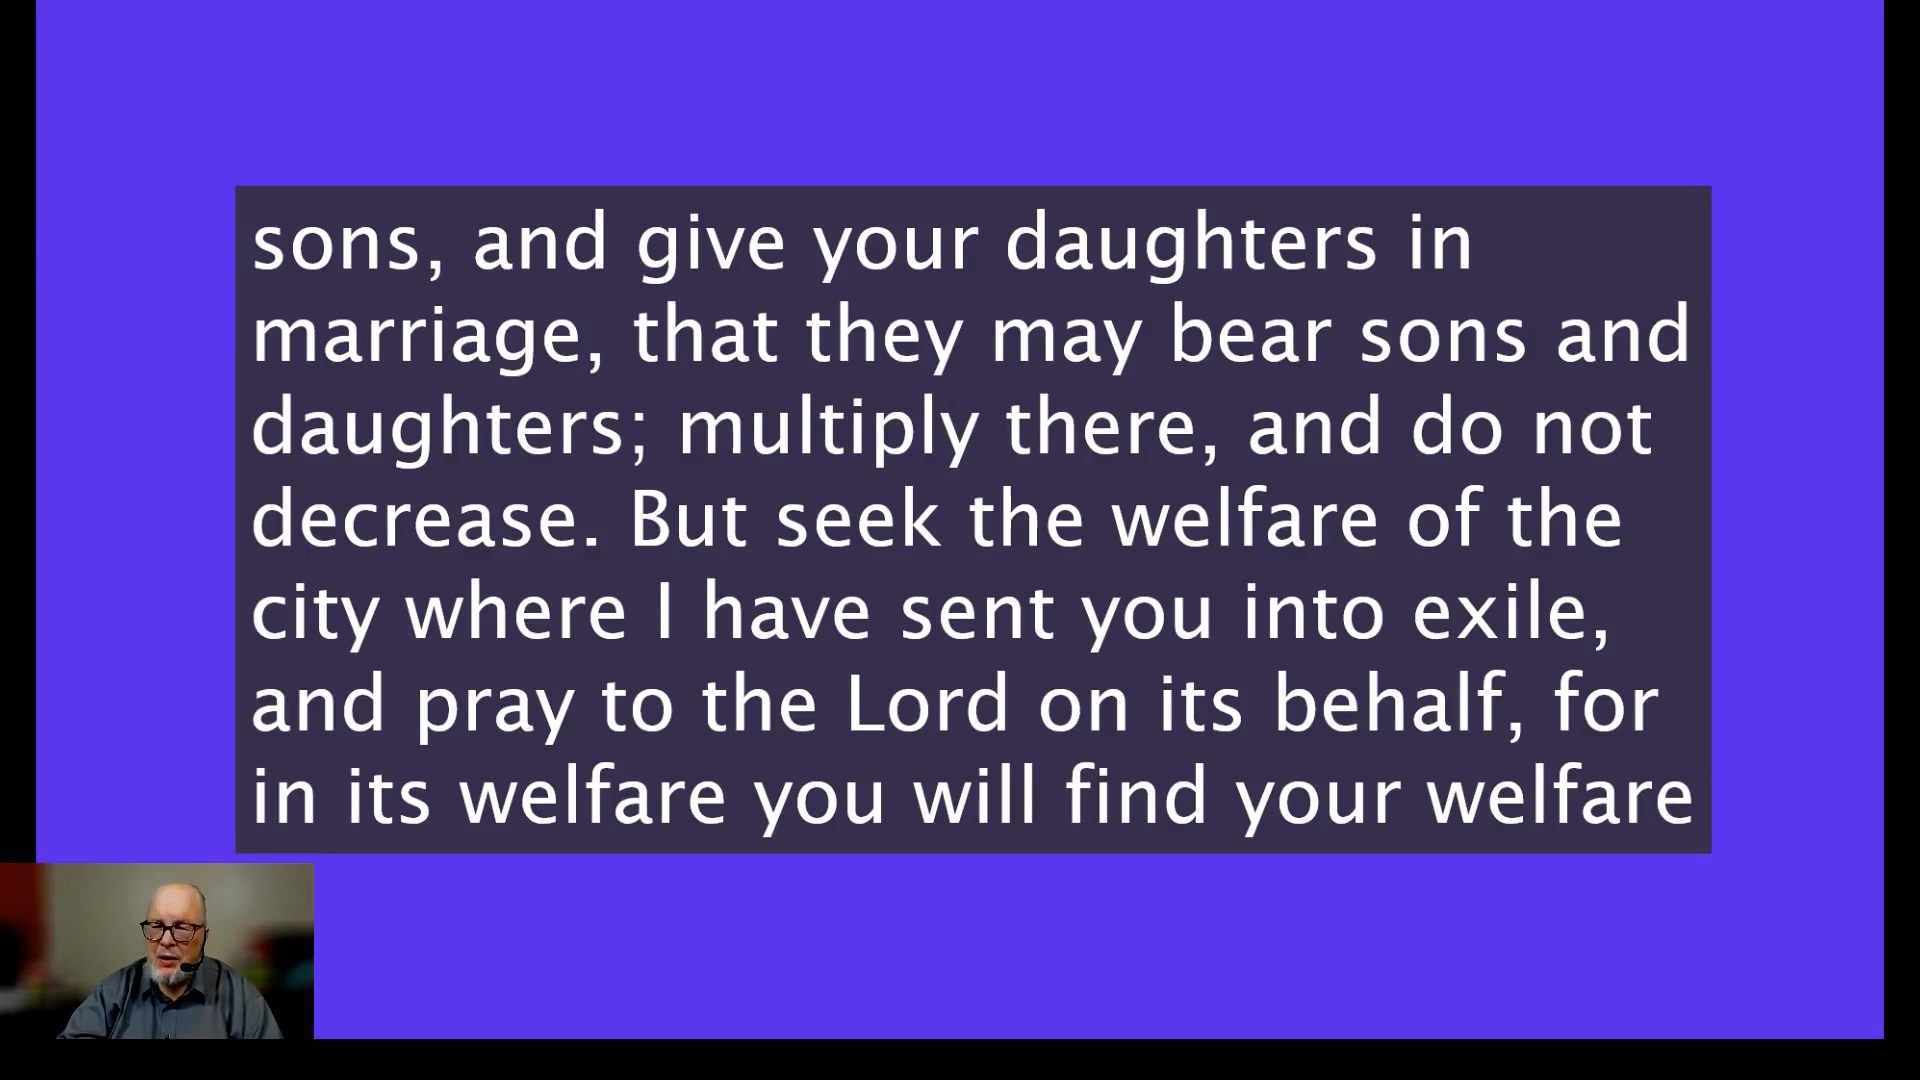 sons, and give your daughters in
marriage, that they may bear sons and
daughters; multiply there, and do not
decrease. But seek the welfare of the
city where I have sent you into exile,
and pray to the Lord on its behalf, for
in its welfare you will find your welfare